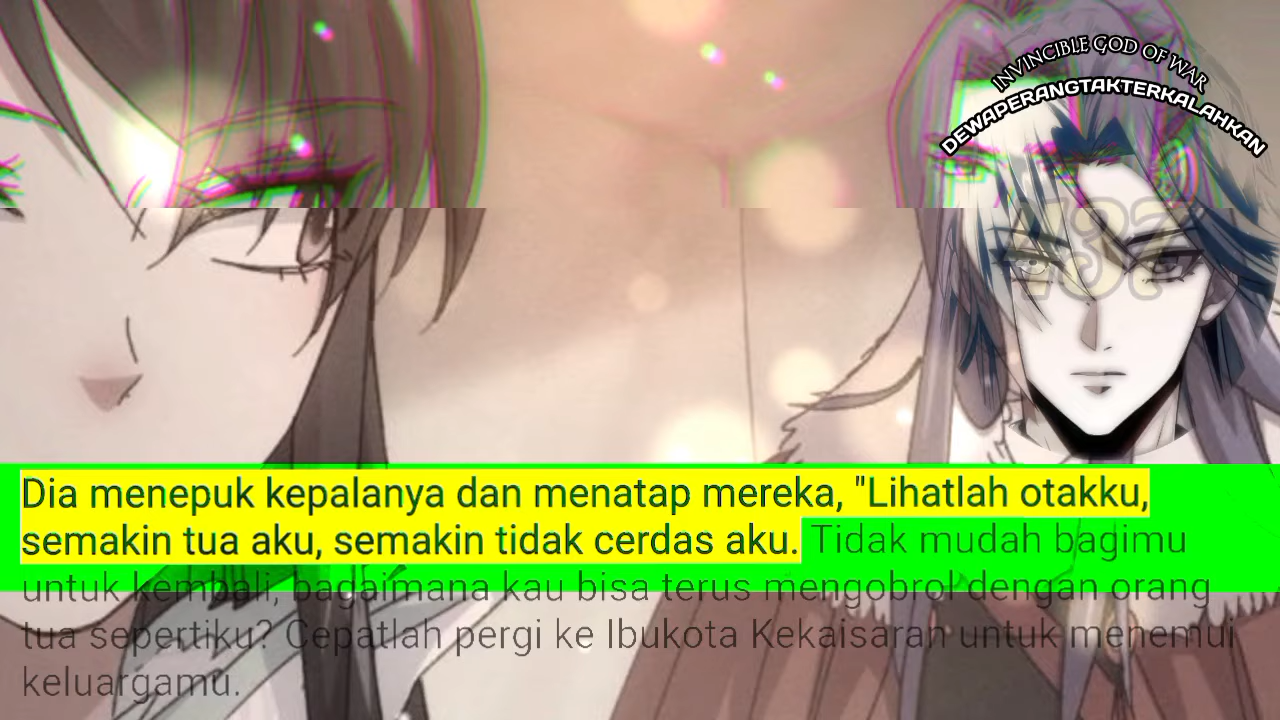 INVINCIBLE GOD OF WAR
DEWAPERANGTAKTERKALAHKAN
Dia menepuk kepalanya dan menatap mereka, "Lihatlah otakku,
semakin tua aku, semakin tidak cerdas aku. Tidak mudah bagimu
untuk kembali, bagaimana kau bisa terus mengobrol dengan orang
tua sepertiku? Cepatlah pergi ke Ibukota Kekaisaran untuk menemui
keluargamu.